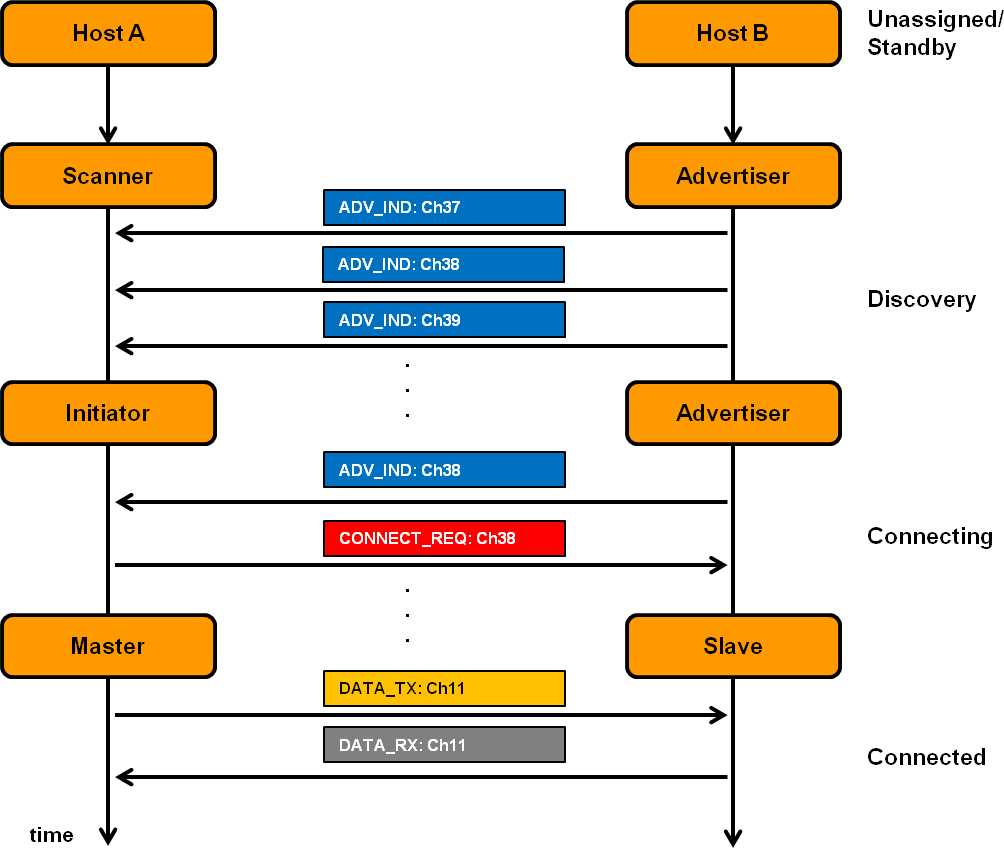 Host A
Host B
Unassigned/
Standby
Scanner
Advertiser
ADV_IND: Ch37
ADV_IND: Ch38
Discovery
ADV_IND: Ch39
Initiator
Advertiser
ADV_IND: Ch38
CONNECT_REQ: Ch38
Connecting
Master
Slave
DATA_TX: Ch11
DATA_RX: Ch11
Connected
time